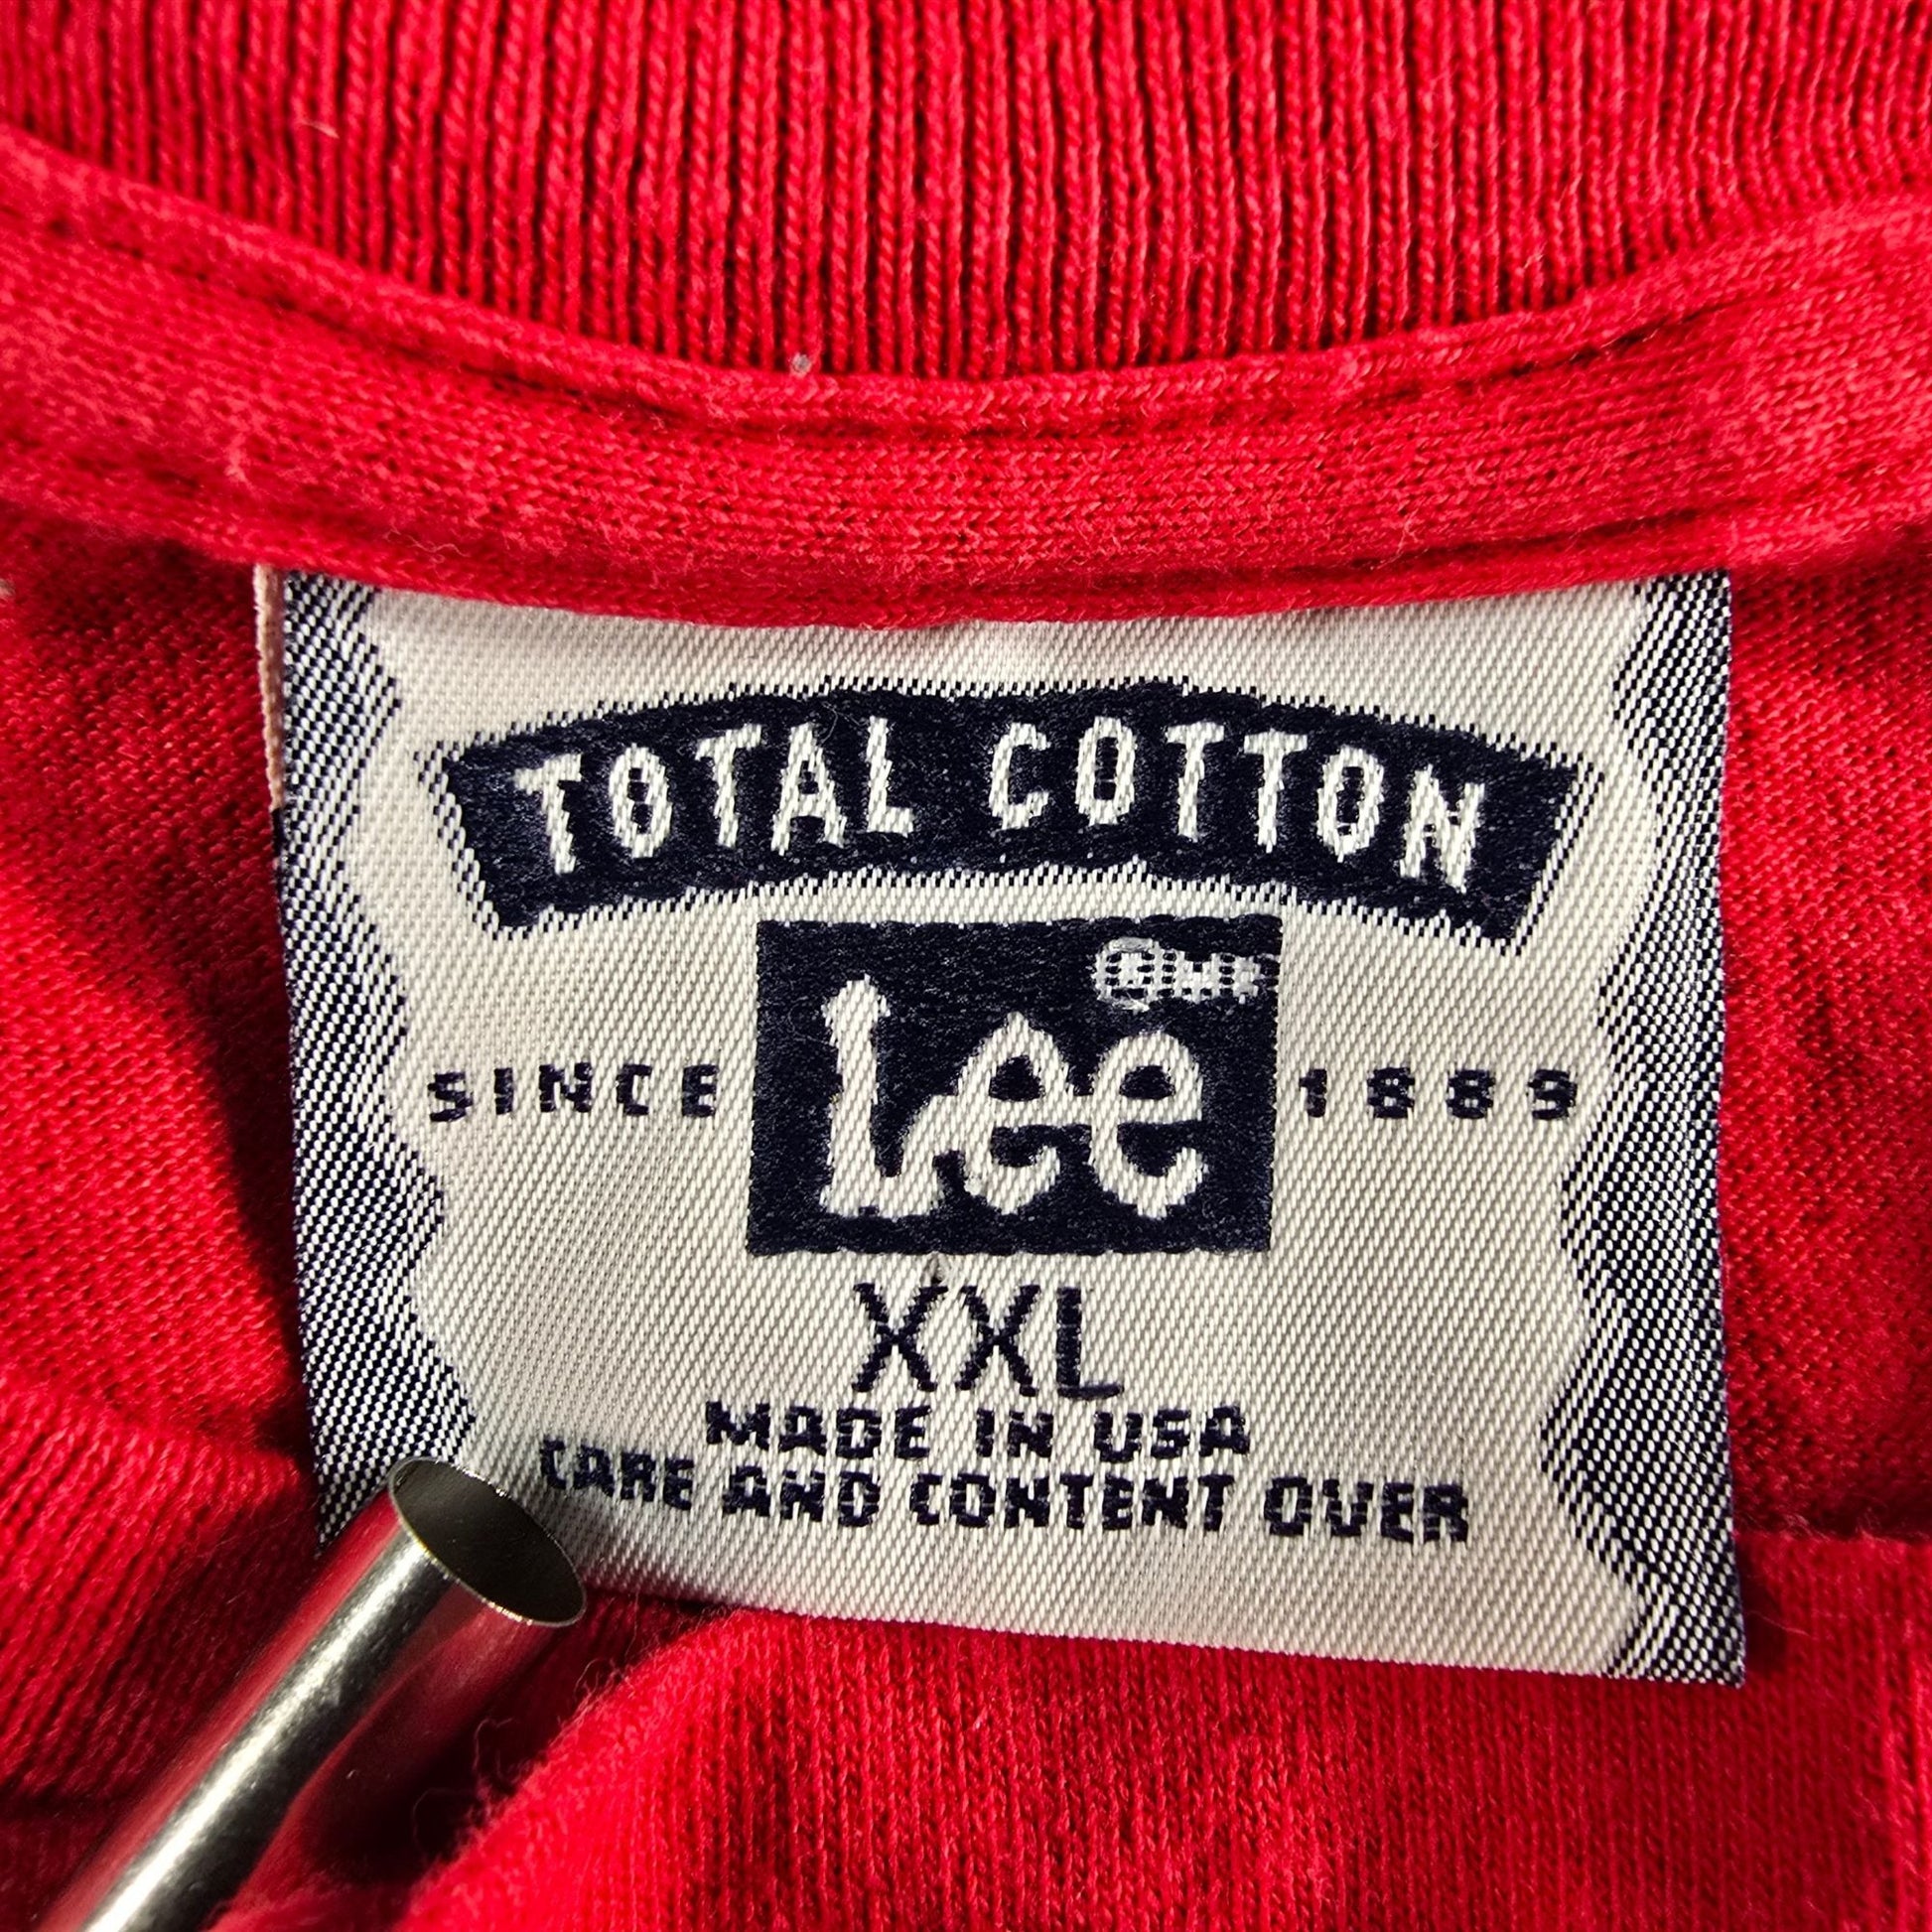 TOTAL COTTON
SINCE Lee 1889
XXL
MADE IN USA
CARE AND CONTENT OVER